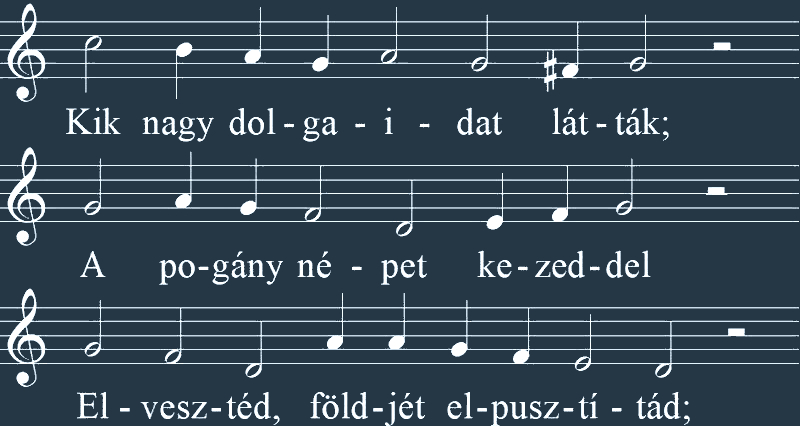 Kik nagy dol - ga - i - dat lát - ták;
A po-gány né - pet ke - zed-del
El - vesz-téd, föld-jét el-pusz-tí - tád;